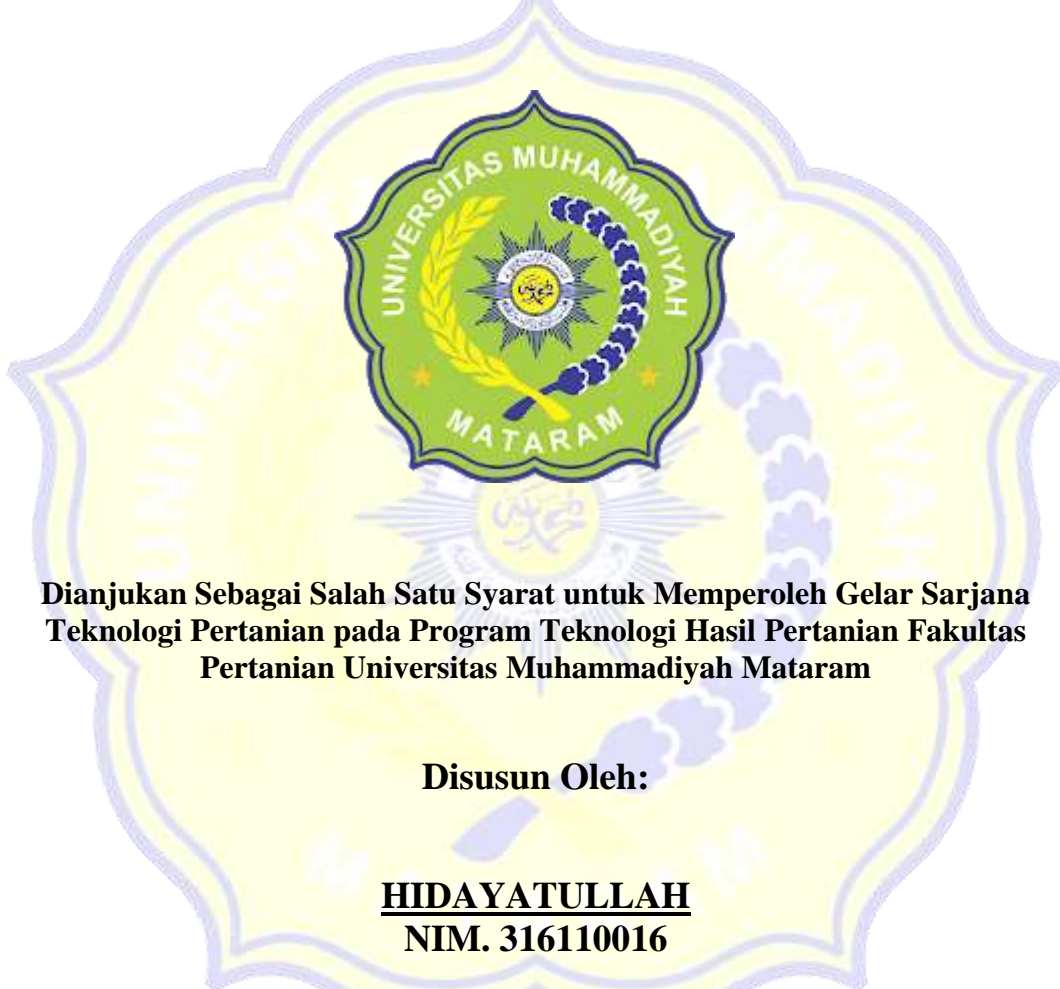 UNIVERSITAS MUHAMMADIYAH
MATARAM
Dianjukan Sebagai Salah Satu Syarat untuk Memperoleh Gelar Sarjana
Teknologi Pertanian pada Program Teknologi Hasil Pertanian Fakultas
Pertanian Universitas Muhammadiyah Mataram
Disusun Oleh:
HIDAYATULLAH
NIM. 316110016